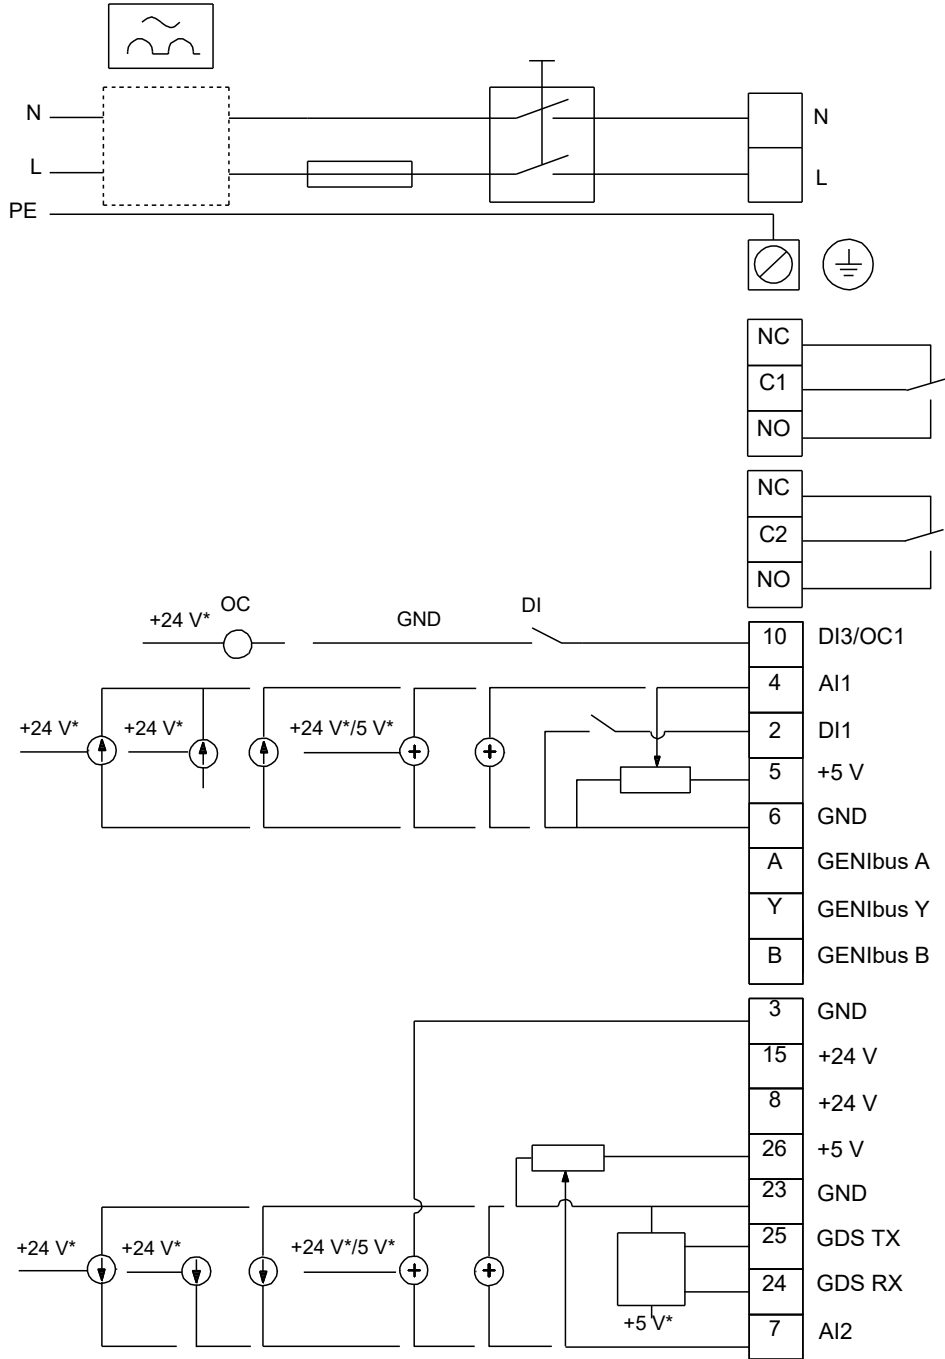 N
N
L
L
PE
NC
C1
NO
NC
C2
NO
+24 V* OC GND DI 10 DI3/OC1
4 AI1
+24 V* +24 V* +24 V*/5 V* 2 DI1
5 +5 V
6 GND
A GENIbus A
Y GENIbus Y
B GENIbus B
3 GND
15 +24 V
8 +24 V
26 +5 V
23 GND
+24 V* +24 V* +24 V*/5 V* 25 GDS TX
24 GDS RX
+5 V* 7 AI2